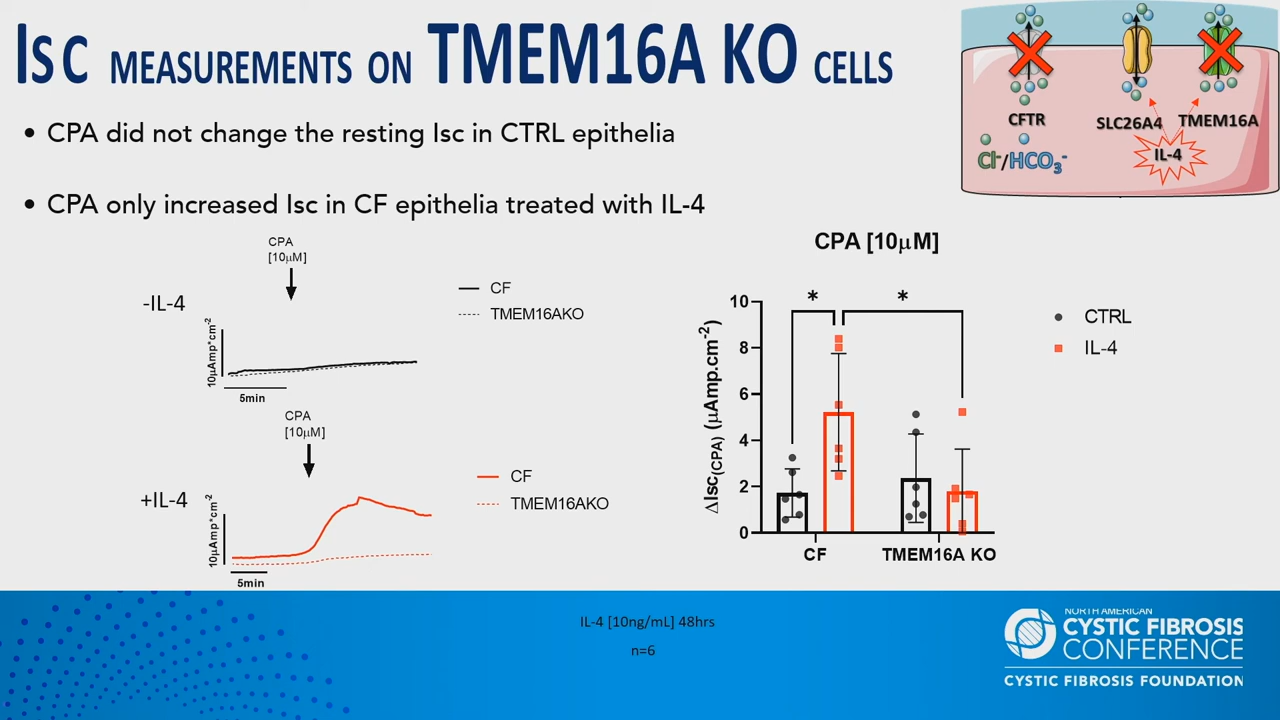 Isc MEASUREMENTS ON TMEM16A KO CELLS
• CPA did not change the resting Isc in CTRL epithelia
• CPA only increased Isc in CF epithelia treated with IL-4
CFTR
SLC26A4
TMEM16A
Cl⁻/HCO₃⁻
IL-4
CPA
[10µM]
-IL-4
CF
TMEM16AKO
10µAmp*cm⁻²
5min
CPA
[10µM]
+IL-4
CF
TMEM16AKO
10µAmp*cm⁻²
5min
CPA [10µM]
ΔIsc(CPA) (µAmp.cm⁻²)
10
8
6
4
2
0
* *
CF TMEM16A KO
CTRL
IL-4
IL-4 [10ng/mL] 48hrs
n=6
NORTH AMERICAN
CYSTIC FIBROSIS
CONFERENCE
CYSTIC FIBROSIS FOUNDATION